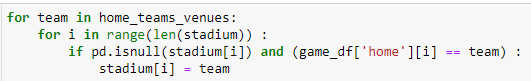 for team in home_teams_venues:
    for i in range(len(stadium)) :
        if pd.isnull(stadium[i]) and (game_df['home'][i] == team) :
            stadium[i] = team